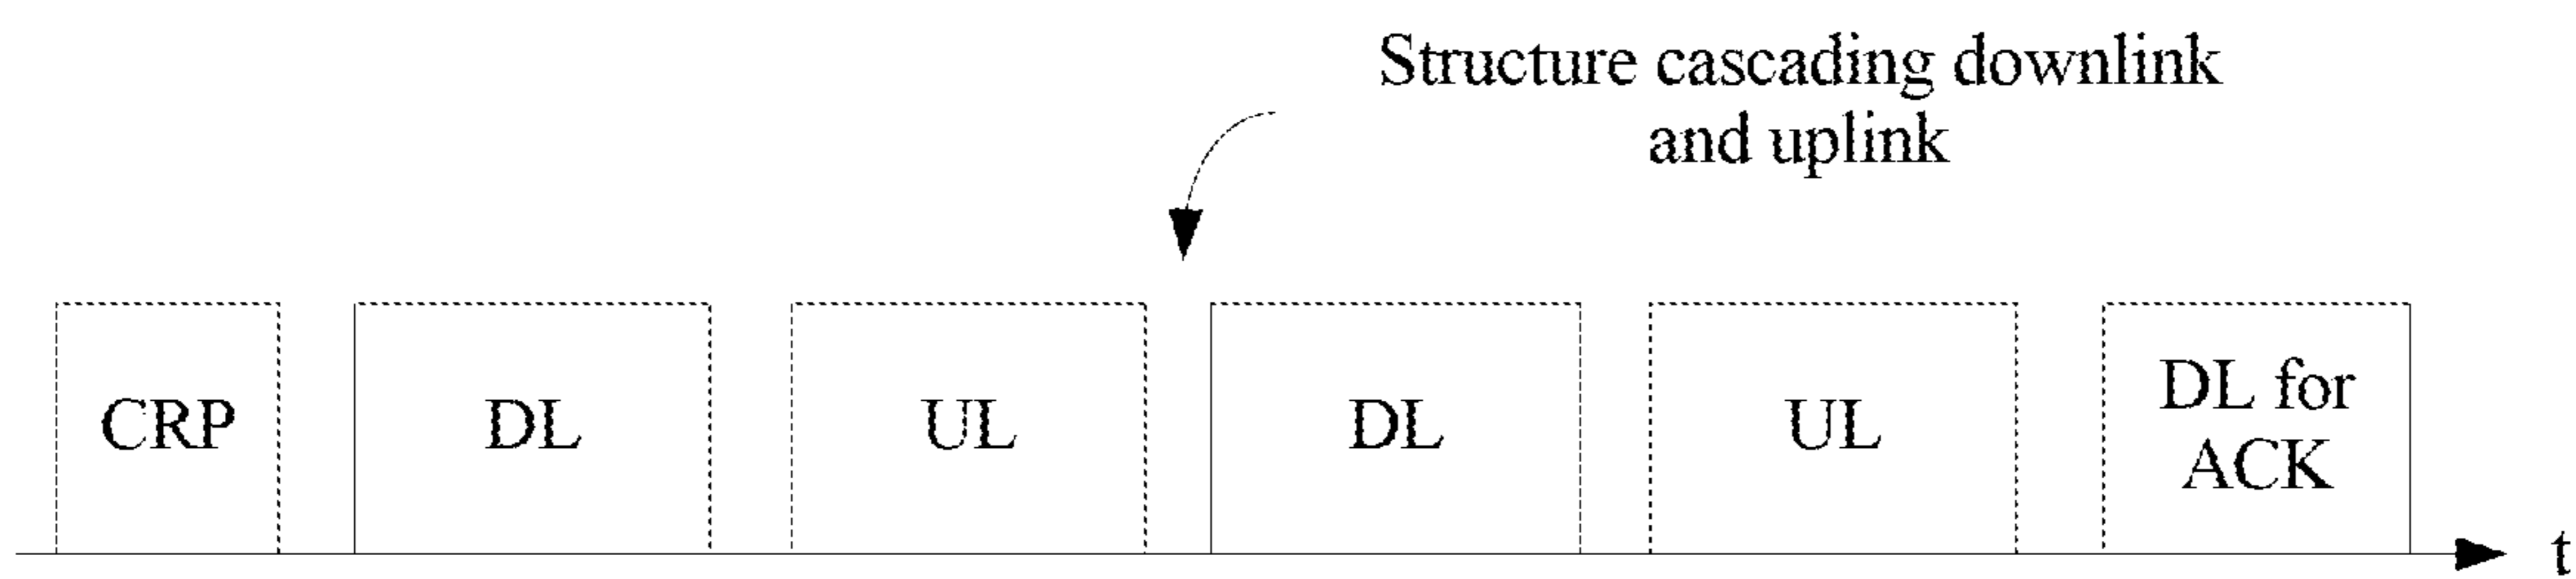 Structure cascading downlink
and uplink
CRP
DL
UL
DL
UL
DL for
ACK
t